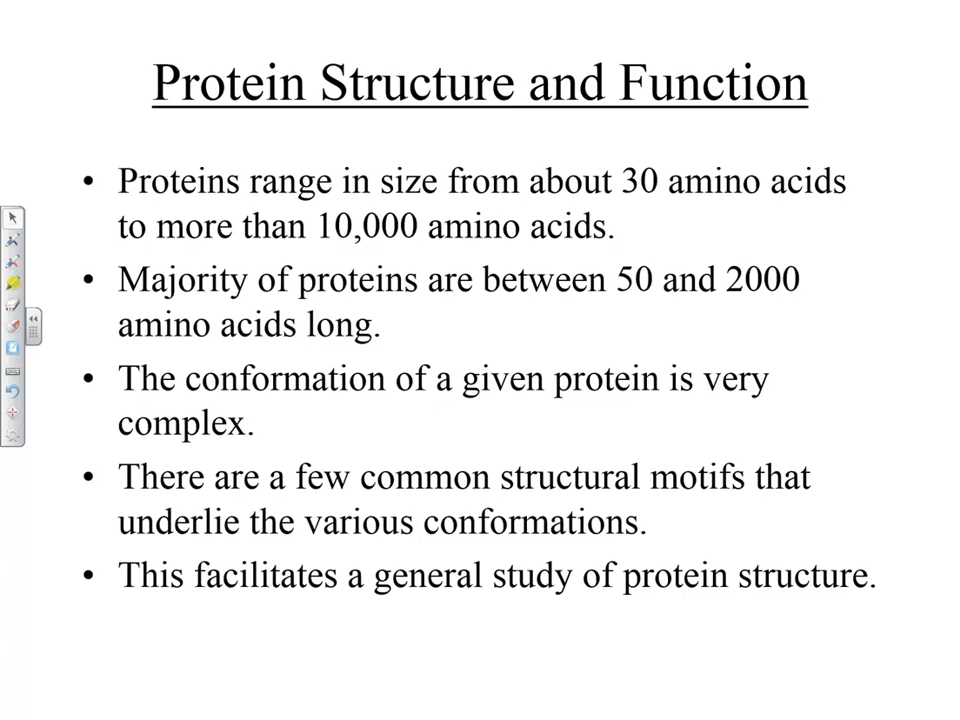 Protein Structure and Function
• Proteins range in size from about 30 amino acids
to more than 10,000 amino acids.
• Majority of proteins are between 50 and 2000
amino acids long.
• The conformation of a given protein is very
complex.
• There are a few common structural motifs that
underlie the various conformations.
• This facilitates a general study of protein structure.